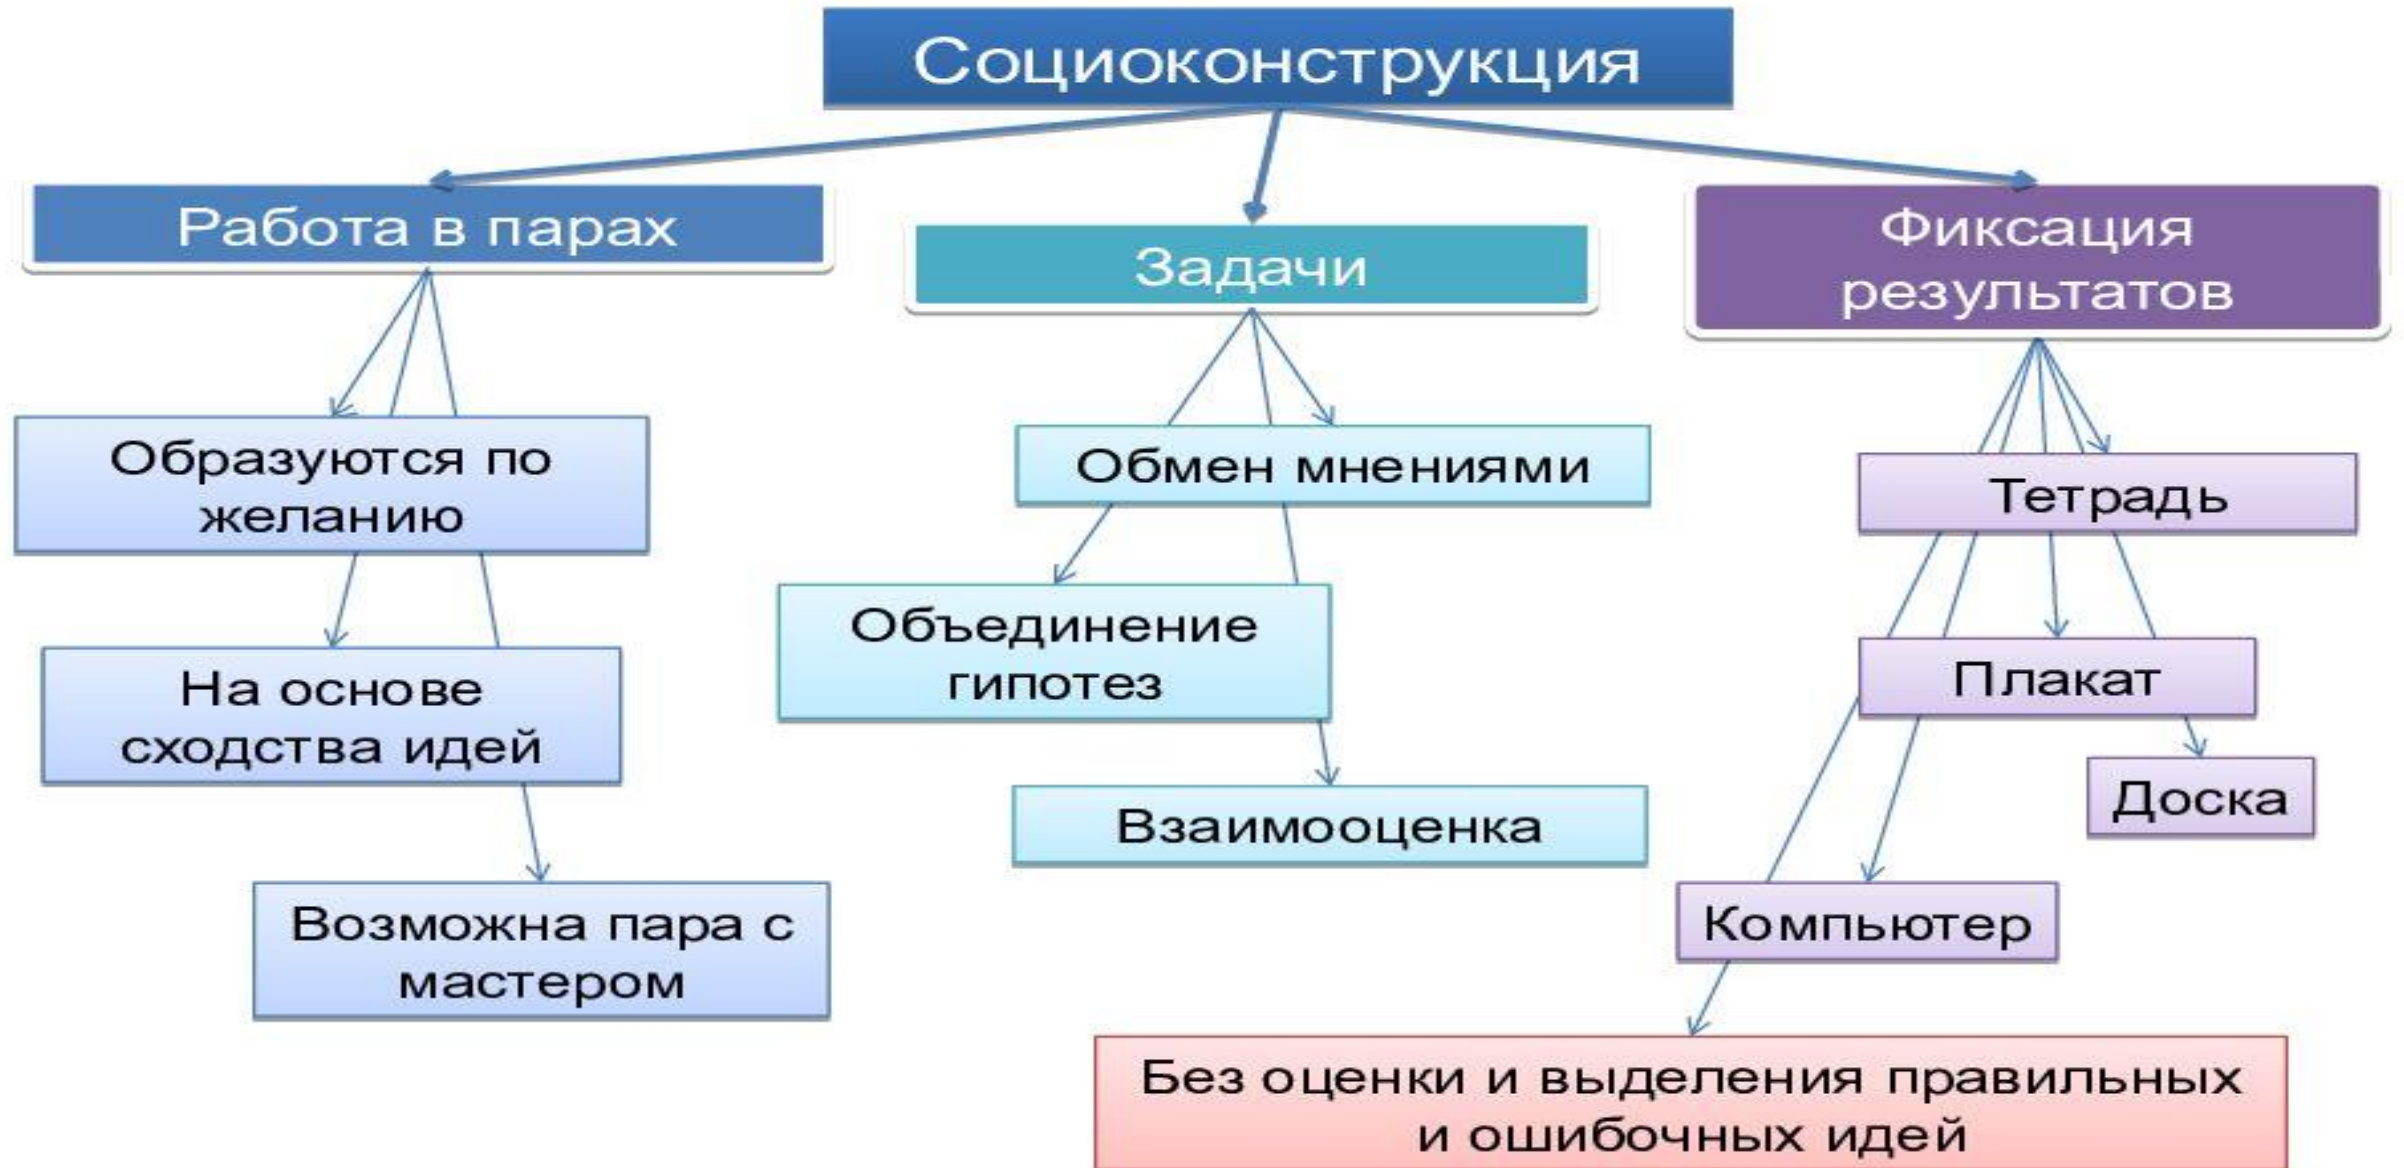 Социоконструкция
Работа в парах
Задачи
Фиксация
результатов
Образуются по
желанию
На основе
сходства идей
Возможна пара с
мастером
Обмен мнениями
Объединение
гипотез
Взаимооценка
Тетрадь
Плакат
Доска
Компьютер
Без оценки и выделения правильных
и ошибочных идей